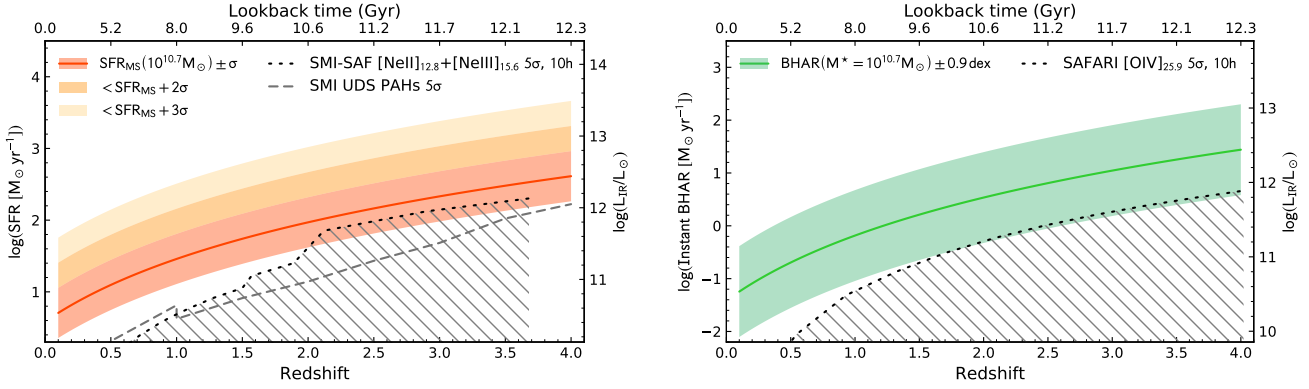 Lookback time (Gyr)
0.0 5.2 8.0 9.6 10.6 11.2 11.7 12.1 12.3
SFR_MS(10^10.7 M_⊙) ± σ
< SFR_MS + 2σ
< SFR_MS + 3σ
SMI-SAF [NeII]_12.8+[NeIII]_15.6 5σ, 10h
SMI UDS PAHs 5σ
log(SFR [M_⊙ yr^−1])
4
3
2
1
log(L_IR/L_⊙)
14
13
12
11
0.0 0.5 1.0 1.5 2.0 2.5 3.0 3.5 4.0
Redshift
Lookback time (Gyr)
0.0 5.2 8.0 9.6 10.6 11.2 11.7 12.1 12.3
BHAR(M^⋆ = 10^10.7 M_⊙) ± 0.9 dex
SAFARI [OIV]_25.9 5σ, 10h
log(Instant BHAR [M_⊙ yr^−1])
3
2
1
0
−1
−2
log(L_IR/L_⊙)
13
12
11
10
0.0 0.5 1.0 1.5 2.0 2.5 3.0 3.5 4.0
Redshift